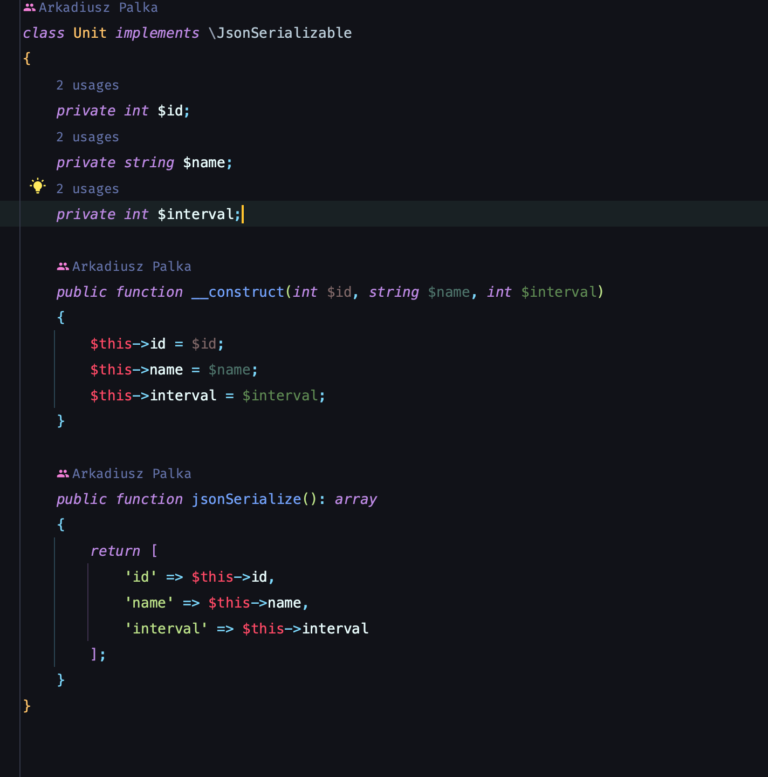 Arkadiusz Palka
class Unit implements \JsonSerializable
{
2 usages
private int $id;
2 usages
private string $name;
2 usages
private int $interval;
Arkadiusz Palka
public function __construct(int $id, string $name, int $interval)
{
$this->id = $id;
$this->name = $name;
$this->interval = $interval;
}
Arkadiusz Palka
public function jsonSerialize(): array
{
return [
'id' => $this->id,
'name' => $this->name,
'interval' => $this->interval
];
}
}